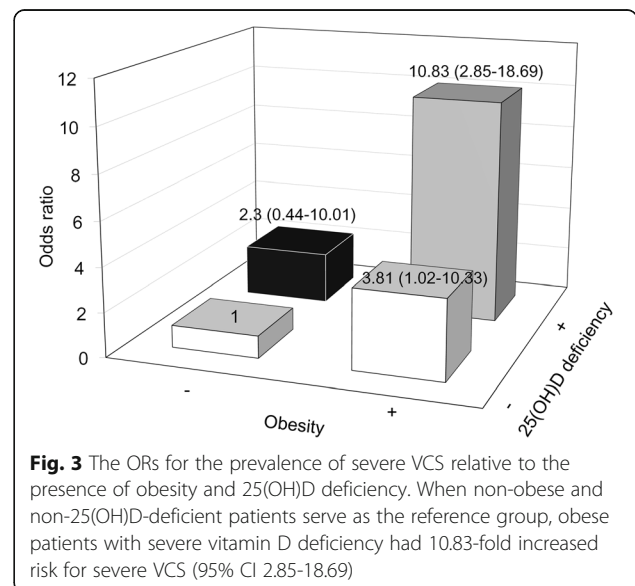 12
10.83 (2.85-18.69)
10
8
6
2.3 (0.44-10.01)
Odds ratio
4
3.81 (1.02-10.33)
2
1
0
-
+
Obesity
-
+
25(OH)D deficiency
Fig. 3 The ORs for the prevalence of severe VCS relative to the
presence of obesity and 25(OH)D deficiency. When non-obese and
non-25(OH)D-deficient patients serve as the reference group, obese
patients with severe vitamin D deficiency had 10.83-fold increased
risk for severe VCS (95% CI 2.85-18.69)